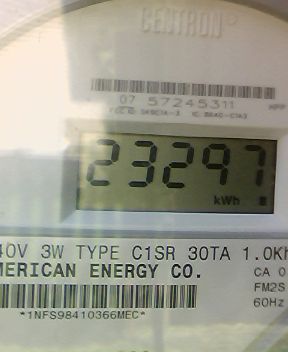 CENTRON®
07 57245311
23297
kWh
40V 3W TYPE C1SR 30TA 1.0Kh
MERICAN ENERGY CO.
CA 0
FM2S
60Hz
*1NFS98410366MEC*